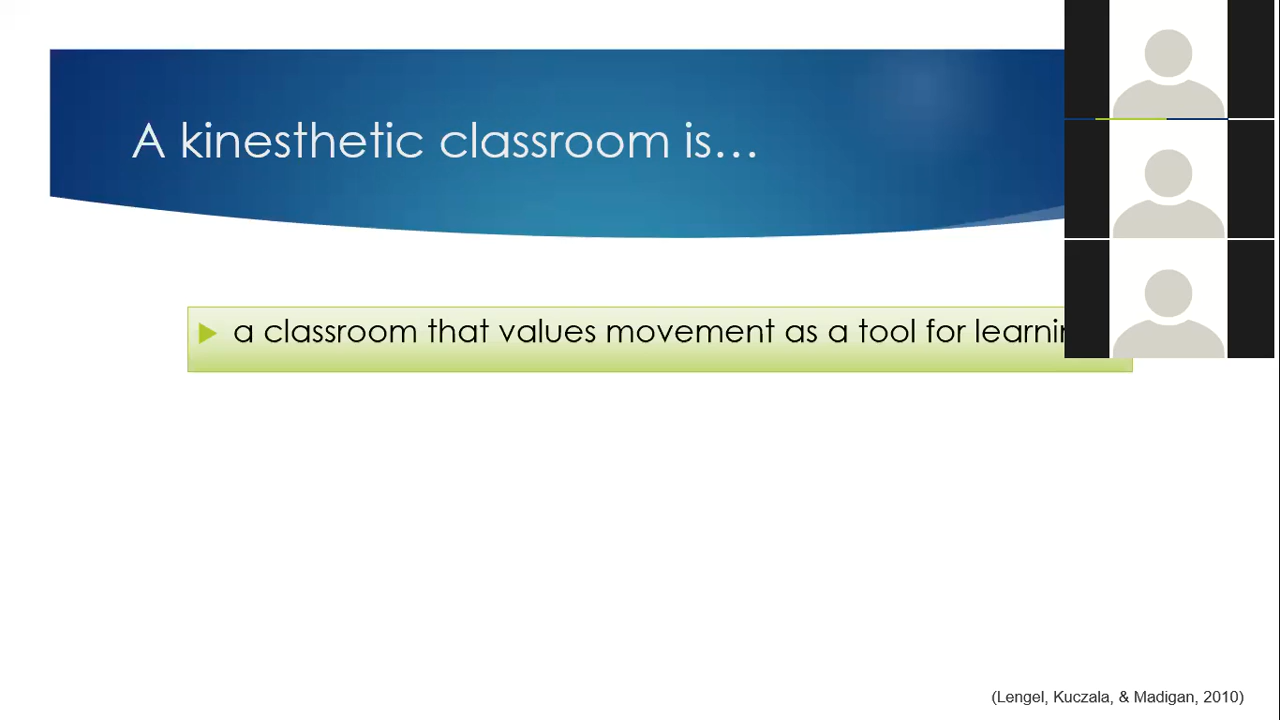 A kinesthetic classroom is…
a classroom that values movement as a tool for
(Lengel, Kuczala, & Madigan, 2010)